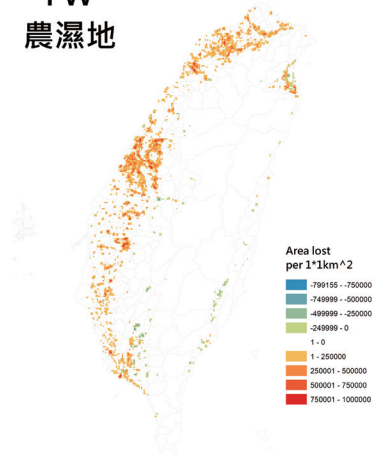 TW
農濕地
Area lost
per 1*1km^2
-799155 - -750000
-749999 - -500000
-499999 - -250000
-249999 - 0
1 - 0
1 - 250000
250001 - 500000
500001 - 750000
750001 - 1000000